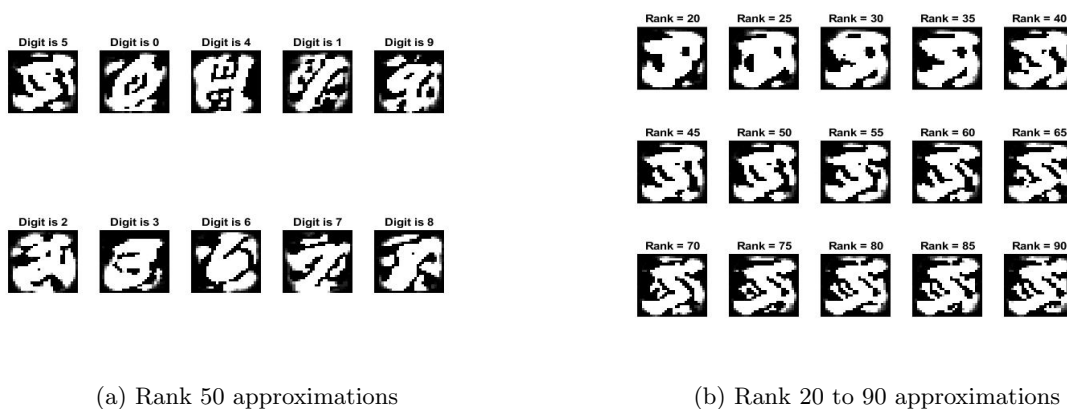 Digit is 5 Digit is 0 Digit is 4 Digit is 1 Digit is 9
Digit is 2 Digit is 3 Digit is 6 Digit is 7 Digit is 8
(a) Rank 50 approximations
Rank = 20 Rank = 25 Rank = 30 Rank = 35 Rank = 40
Rank = 45 Rank = 50 Rank = 55 Rank = 60 Rank = 65
Rank = 70 Rank = 75 Rank = 80 Rank = 85 Rank = 90
(b) Rank 20 to 90 approximations